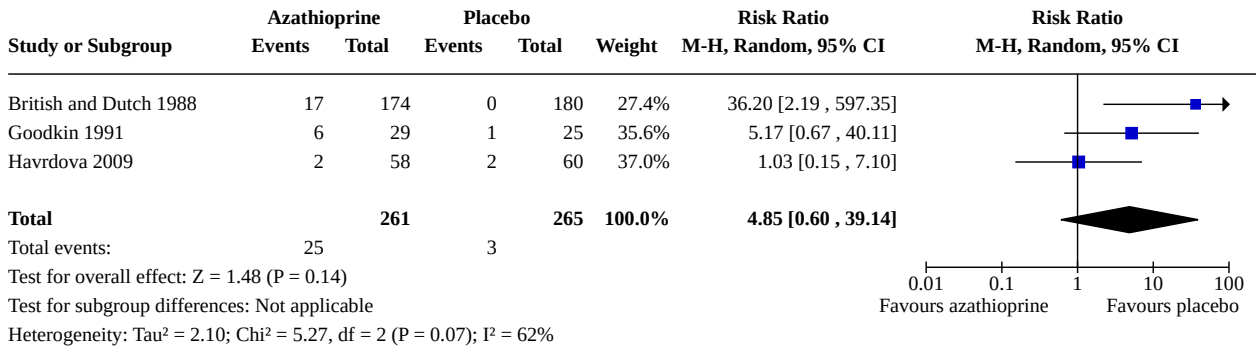 Azathioprine Placebo Risk Ratio Risk Ratio
Study or Subgroup Events Total Events Total Weight M-H, Random, 95% CI M-H, Random, 95% CI
British and Dutch 1988 17 174 0 180 27.4% 36.20 [2.19 , 597.35]
Goodkin 1991 6 29 1 25 35.6% 5.17 [0.67 , 40.11]
Havrdova 2009 2 58 2 60 37.0% 1.03 [0.15 , 7.10]
Total 261 265 100.0% 4.85 [0.60 , 39.14]
Total events: 25 3
Test for overall effect: Z = 1.48 (P = 0.14) 0.01 0.1 1 10 100
Test for subgroup differences: Not applicable Favours azathioprine Favours placebo
Heterogeneity: Tau² = 2.10; Chi² = 5.27, df = 2 (P = 0.07); I² = 62%